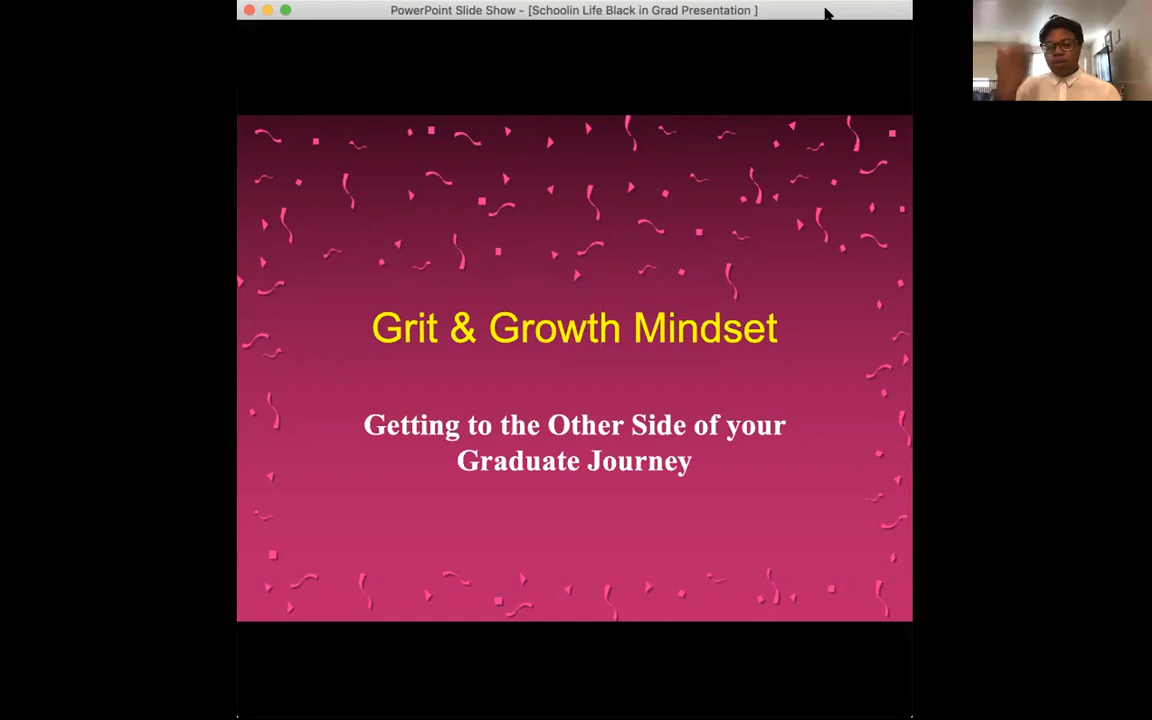 PowerPoint Slide Show - [Schoolin Life Black in Grad Presentation ]
Grit & Growth Mindset
Getting to the Other Side of your
Graduate Journey